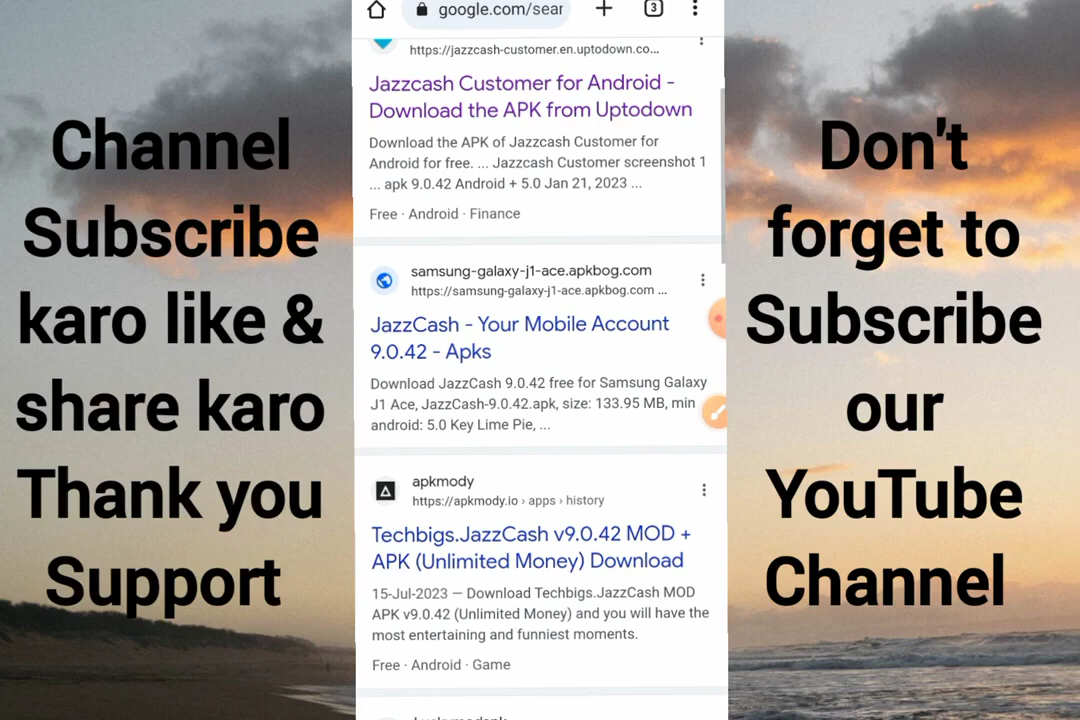 Channel
Subscribe
karo like &
share karo
Thank you
Support
google.com/sear
3
https://jazzcash-customer.en.uptodown.co...
Jazzcash Customer for Android -
Download the APK from Uptodown
Download the APK of Jazzcash Customer for
Android for free. ... Jazzcash Customer screenshot 1
... apk 9.0.42 Android + 5.0 Jan 21, 2023 ...
Free · Android · Finance
samsung-galaxy-j1-ace.apkbog.com
https://samsung-galaxy-j1-ace.apkbog.com ...
JazzCash - Your Mobile Account
9.0.42 - Apks
Download JazzCash 9.0.42 free for Samsung Galaxy
J1 Ace, JazzCash-9.0.42.apk, size: 133.95 MB, min
android: 5.0 Key Lime Pie, ...
apkmody
https://apkmody.io › apps › history
Techbigs.JazzCash v9.0.42 MOD +
APK (Unlimited Money) Download
15-Jul-2023 — Download Techbigs.JazzCash MOD
APK v9.0.42 (Unlimited Money) and you will have the
most entertaining and funniest moments.
Free · Android · Game
Don't
forget to
Subscribe
our
YouTube
Channel